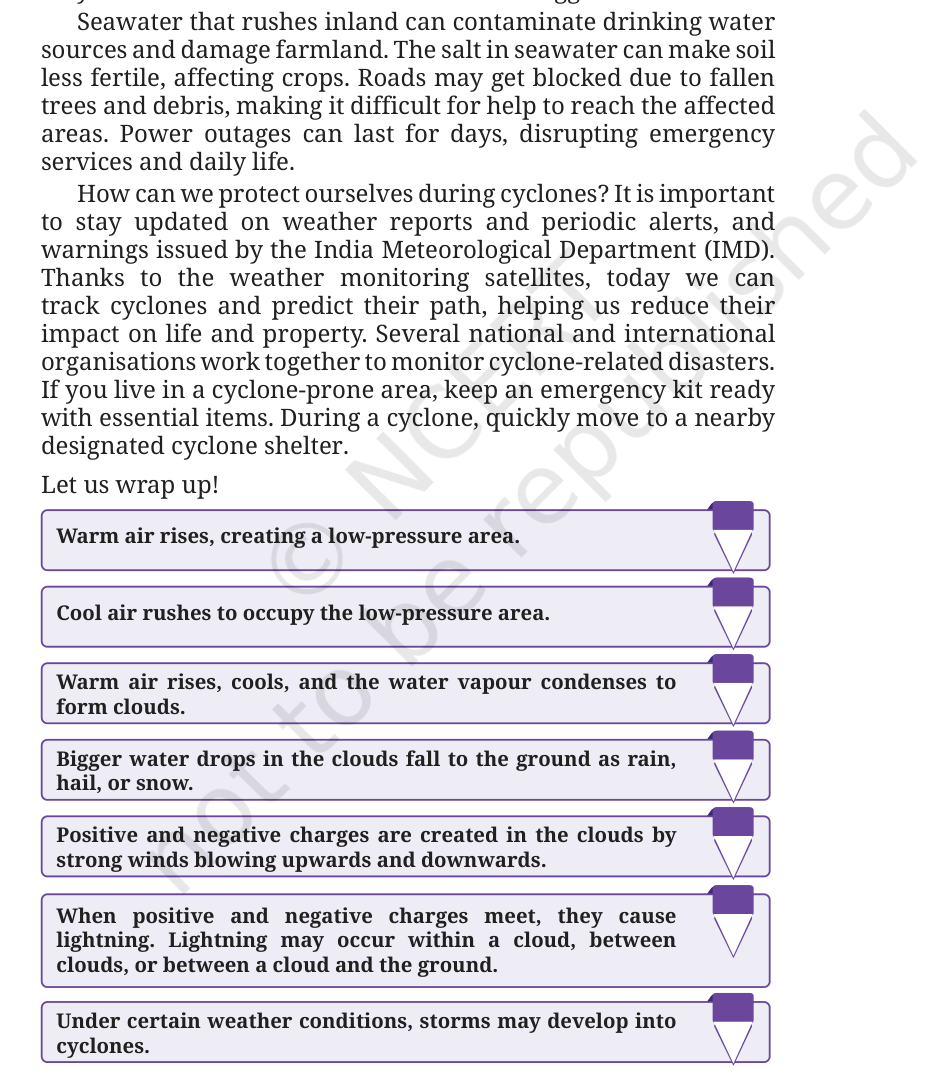 Seawater that rushes inland can contaminate drinking water
sources and damage farmland. The salt in seawater can make soil
less fertile, affecting crops. Roads may get blocked due to fallen
trees and debris, making it difficult for help to reach the affected
areas. Power outages can last for days, disrupting emergency
services and daily life.
How can we protect ourselves during cyclones? It is important
to stay updated on weather reports and periodic alerts, and
warnings issued by the India Meteorological Department (IMD).
Thanks to the weather monitoring satellites, today we can
track cyclones and predict their path, helping us reduce their
impact on life and property. Several national and international
organisations work together to monitor cyclone-related disasters.
If you live in a cyclone-prone area, keep an emergency kit ready
with essential items. During a cyclone, quickly move to a nearby
designated cyclone shelter.
Let us wrap up!
Warm air rises, creating a low-pressure area.
Cool air rushes to occupy the low-pressure area.
Warm air rises, cools, and the water vapour condenses to
form clouds.
Bigger water drops in the clouds fall to the ground as rain,
hail, or snow.
Positive and negative charges are created in the clouds by
strong winds blowing upwards and downwards.
When positive and negative charges meet, they cause
lightning. Lightning may occur within a cloud, between
clouds, or between a cloud and the ground.
Under certain weather conditions, storms may develop into
cyclones.
© NCERT
not to be republished